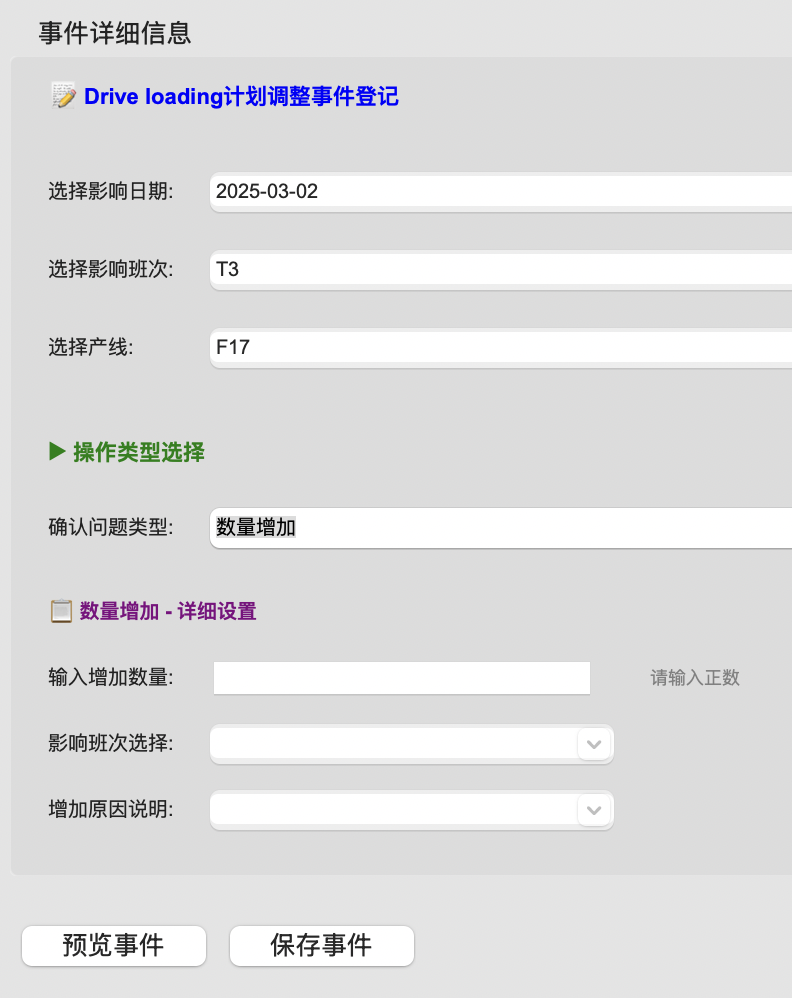 事件详细信息
Drive loading计划调整事件登记
选择影响日期: 2025-03-02
选择影响班次: T3
选择产线: F17
操作类型选择
确认问题类型: 数量增加
数量增加 - 详细设置
输入增加数量: 请输入正数
影响班次选择:
增加原因说明:
预览事件 保存事件